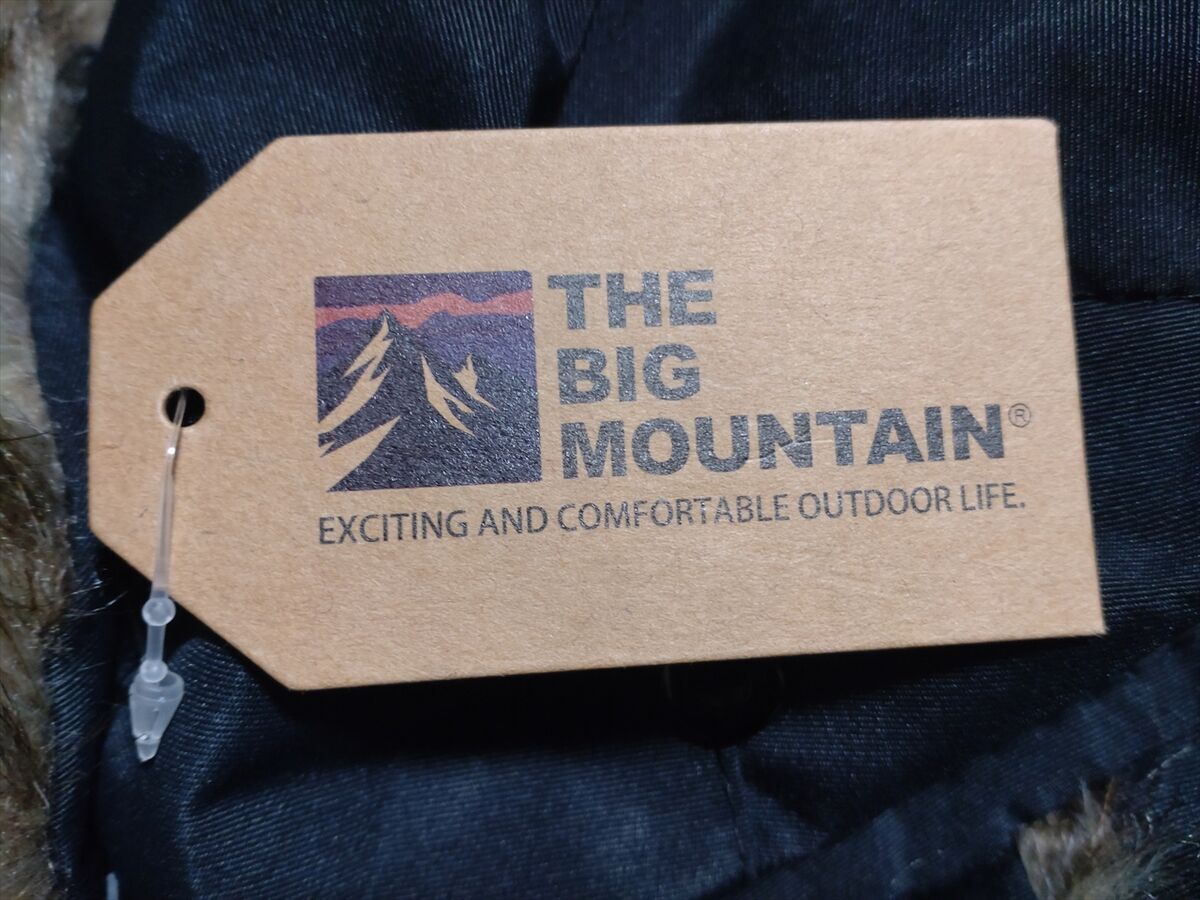 THE
BIG
MOUNTAIN®
EXCITING AND COMFORTABLE OUTDOOR LIFE.